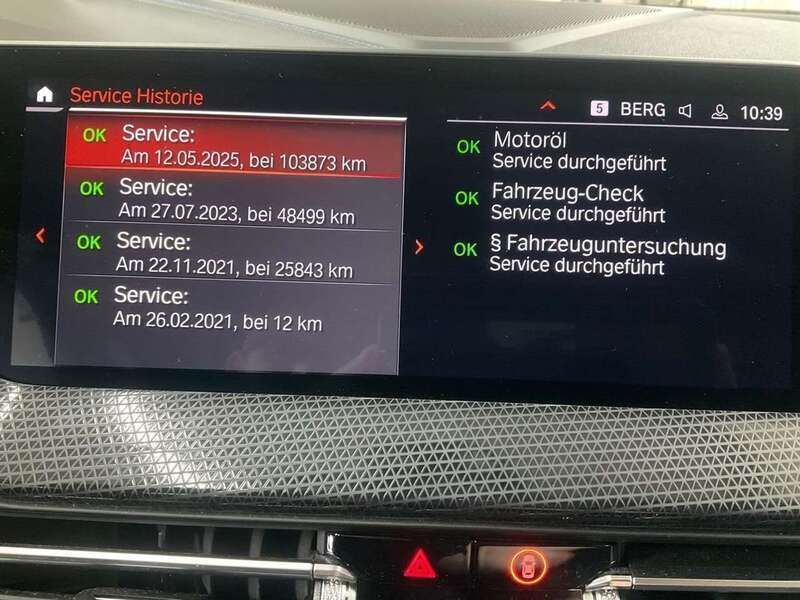 Service Historie
5 BERG 10:39
OK Service:
Am 12.05.2025, bei 103873 km
OK Service:
Am 27.07.2023, bei 48499 km
OK Service:
Am 22.11.2021, bei 25843 km
OK Service:
Am 26.02.2021, bei 12 km
OK Motoröl
Service durchgeführt
OK Fahrzeug-Check
Service durchgeführt
OK § Fahrzeuguntersuchung
Service durchgeführt